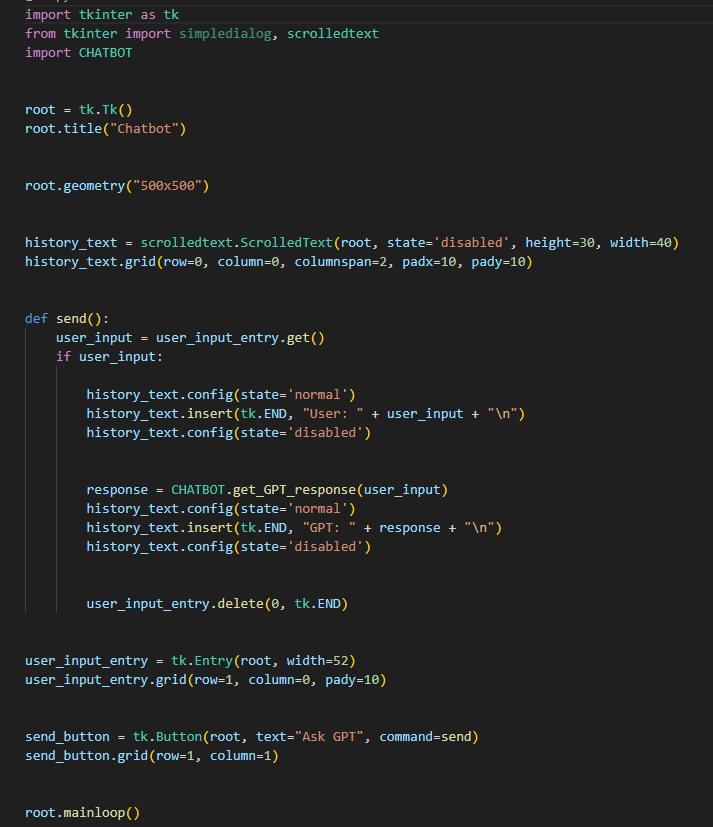 import tkinter as tk
from tkinter import simpledialog, scrolledtext
import CHATBOT
root = tk.Tk()
root.title("Chatbot")
root.geometry("500x500")
history_text = scrolledtext.ScrolledText(root, state='disabled', height=30, width=40)
history_text.grid(row=0, column=0, columnspan=2, padx=10, pady=10)
def send():
    user_input = user_input_entry.get()
    if user_input:
        history_text.config(state='normal')
        history_text.insert(tk.END, "User: " + user_input + "\n")
        history_text.config(state='disabled')
        response = CHATBOT.get_GPT_response(user_input)
        history_text.config(state='normal')
        history_text.insert(tk.END, "GPT: " + response + "\n")
        history_text.config(state='disabled')
        user_input_entry.delete(0, tk.END)
user_input_entry = tk.Entry(root, width=52)
user_input_entry.grid(row=1, column=0, pady=10)
send_button = tk.Button(root, text="Ask GPT", command=send)
send_button.grid(row=1, column=1)
root.mainloop()